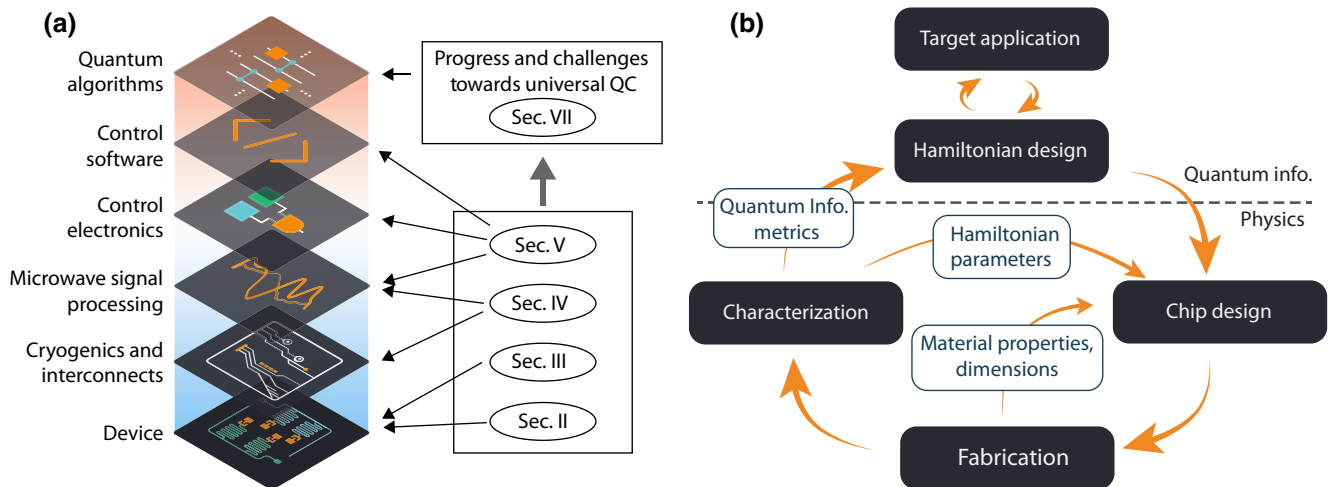 (a)
Quantum
algorithms
Control
software
Control
electronics
Microwave signal
processing
Cryogenics and
interconnects
Device
Progress and challenges
towards universal QC
Sec. VII
Sec. V
Sec. IV
Sec. III
Sec. II
(b)
Target application
Hamiltonian design
Quantum info.
Physics
Quantum Info.
metrics
Hamiltonian
parameters
Characterization
Chip design
Material properties,
dimensions
Fabrication